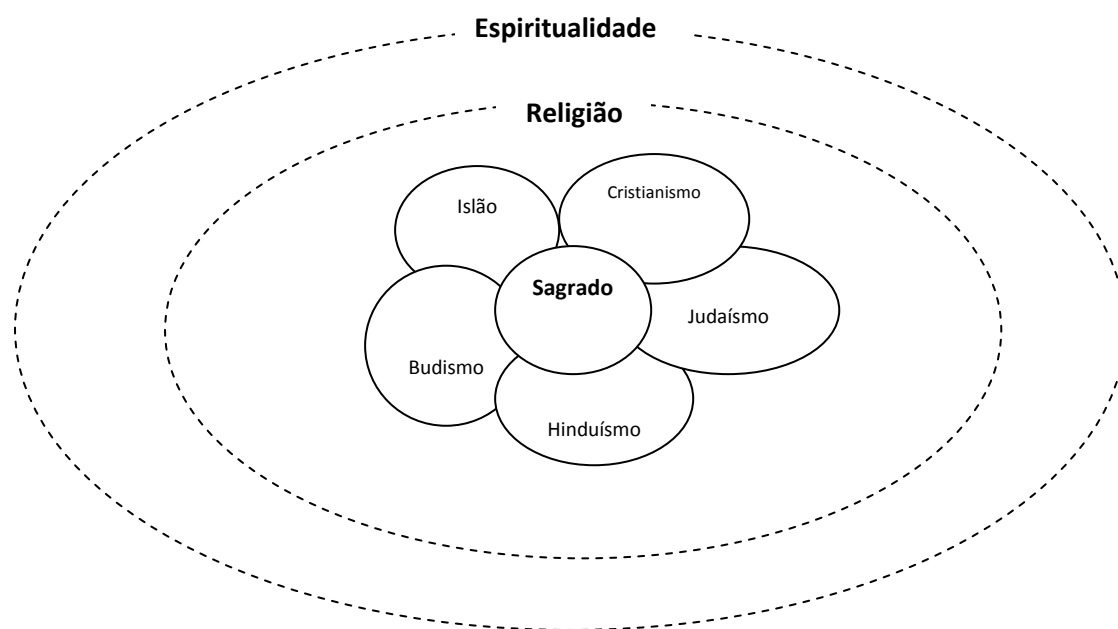 Espiritualidade
Religião
Islão
Cristianismo
Sagrado
Judaísmo
Budismo
Hinduísmo